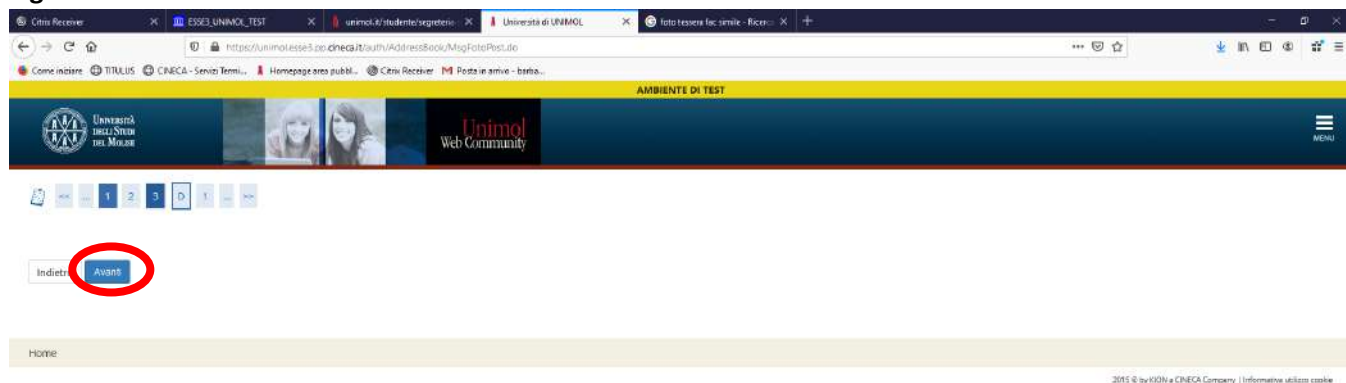 Citrix Receiver
ESSE3_UNIMOL_TEST
unimol.it/studente/segreterie
Università di UNIMOL
foto tessera fac simile - Ricerca
https://unimol.esse3.pp.cineca.it/auth/AddressBook/MsgFotoPost.do
Come iniziare TITULUS CINECA - Servizi Termi... Homepage area pubbl... Citrix Receiver Posta in arrivo - barba...
AMBIENTE DI TEST
UNIVERSITÀ
DEGLI STUDI
DEL MOLISE
Unimol
Web Community
MENU
<< ... 1 2 3 D 1 ... >>
Indietr Avanti
Home
2015 © by KION a CINECA Company | Informativa utilizzo cookie